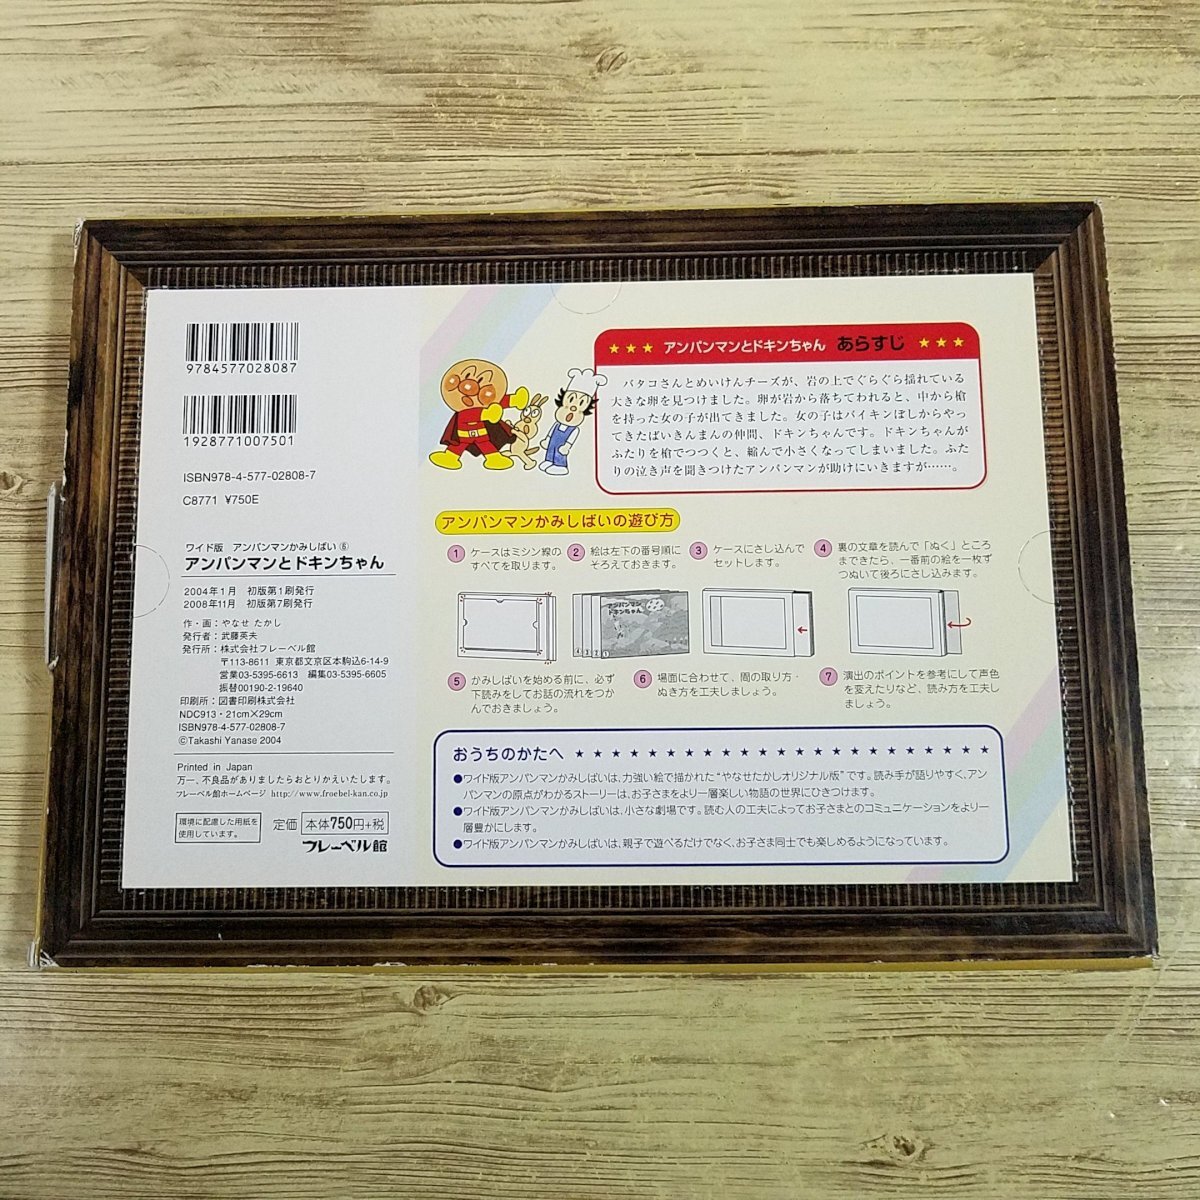 9784577028087
1928771007501
ISBN978-4-577-02808-7
C8771 ¥750E
ワイド版 アンパンマンかみしばい⑥
アンパンマンとドキンちゃん
2004年1月 初版第1刷発行
2008年11月 初版第7刷発行
作・画：やなせ たかし
発行者：武藤英夫
発行所：株式会社フレーベル館
〒113-8611 東京都文京区本駒込6-14-9
営業03-5395-6613 編集03-5395-6605
振替00190-2-19640
印刷所：図書印刷株式会社
NDC913・21cm×29cm
ISBN978-4-577-02808-7
©Takashi Yanase 2004
Printed in Japan
万一、不良品がありましたらおとりかえいたします。
フレーベル館ホームページ http://www.froebel-kan.co.jp
環境に配慮した用紙を
使用しています。
定価 本体750円+税
フレーベル館
★★★ アンパンマンとドキンちゃん あらすじ ★★★
バタコさんとめいけんチーズが、岩の上でぐらぐら揺れている
大きな卵を見つけました。卵が岩から落ちてわれると、中から槍
を持った女の子が出てきました。女の子はバイキンぼしからやっ
てきたばいきんまんの仲間、ドキンちゃんです。ドキンちゃんが
ふたりを槍でつつくと、縮んで小さくなってしまいました。ふた
りの泣き声を聞きつけたアンパンマンが助けにいきますが……。
アンパンマンかみしばいの遊び方
1 ケースはミシン線の
すべてを取ります。
2 絵は左下の番号順に
そろえておきます。
3 ケースにさし込んで
セットします。
4 裏の文章を読んで「ぬく」ところ
まできたら、一番前の絵を一枚ず
つぬいて後ろにさし込みます。
アンパンマンと
ドキンちゃん
4 3 2 1
5 かみしばいを始める前に、必ず
下読みをしてお話の流れをつか
んでおきましょう。
6 場面に合わせて、間の取り方・
ぬき方を工夫しましょう。
7 演出のポイントを参考にして声色
を変えたりなど、読み方を工夫し
ましょう。
おうちのかたへ
●ワイド版アンパンマンかみしばいは、力強い絵で描かれた“やなせたかしオリジナル版”です。読み手が語りやすく、アン
パンマンの原点がわかるストーリーは、お子さまをより一層楽しい物語の世界にひきつけます。
●ワイド版アンパンマンかみしばいは、小さな劇場です。読む人の工夫によってお子さまとのコミュニケーションをより一
層豊かにします。
●ワイド版アンパンマンかみしばいは、親子で遊べるだけでなく、お子さま同士でも楽しめるようになっています。